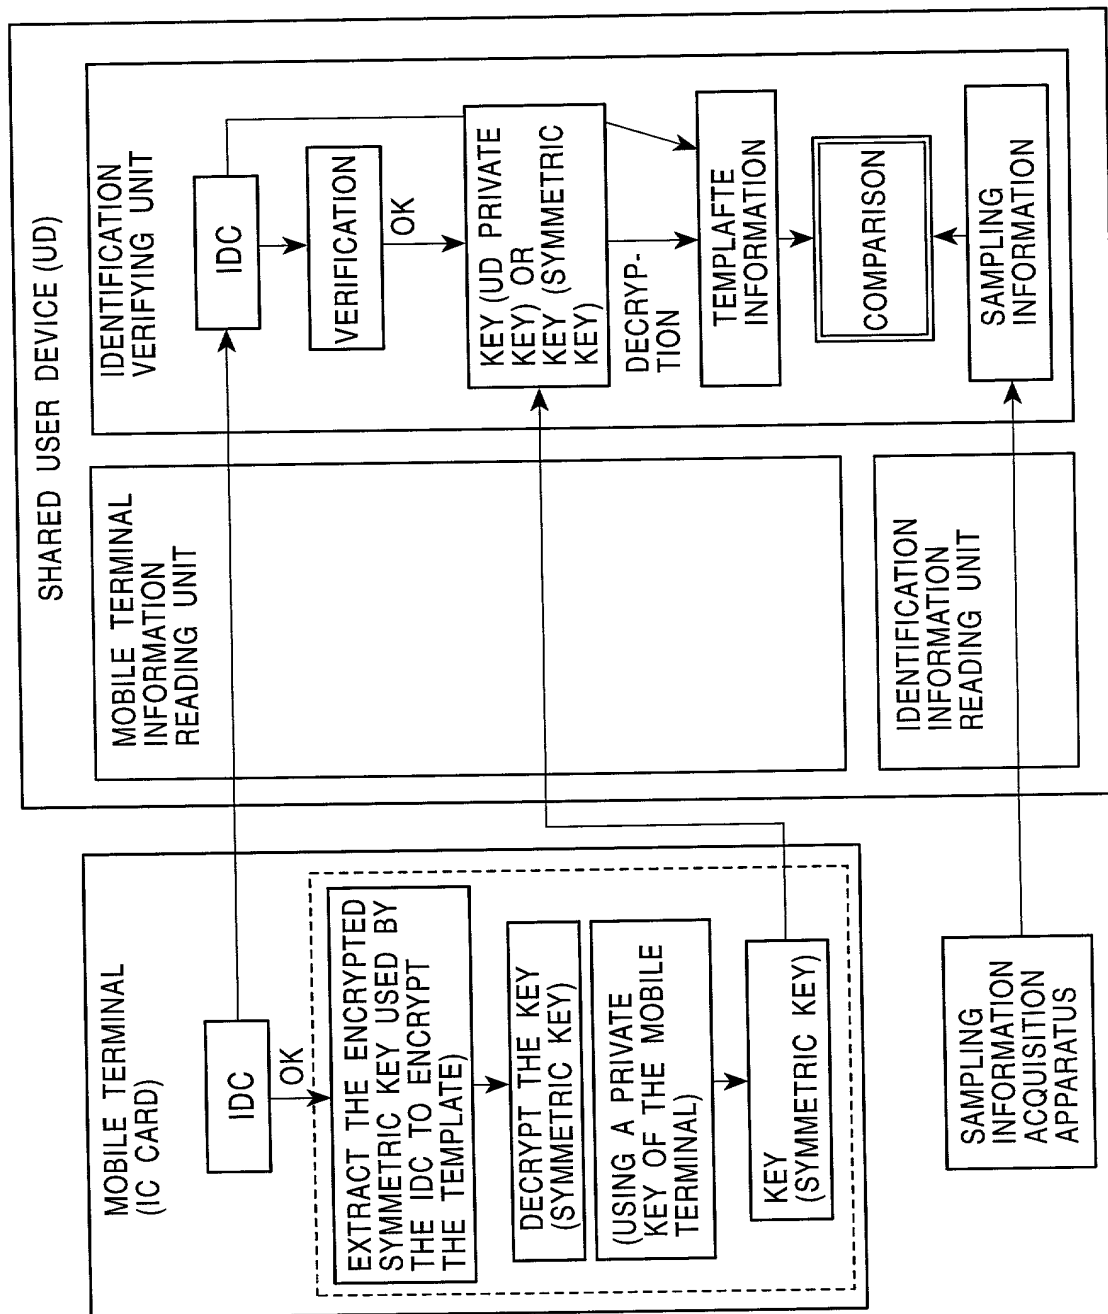 SHARED USER DEVICE (UD)
MOBILE TERMINAL
(IC CARD)
IDC
OK
EXTRACT THE ENCRYPTED
SYMMETRIC KEY USED BY
THE IDC TO ENCRYPT
THE TEMPLATE)
DECRYPT THE KEY
(SYMMETRIC KEY)
(USING A PRIVATE
KEY OF THE MOBILE
TERMINAL)
KEY
(SYMMETRIC KEY)
SAMPLING
INFORMATION
ACQUISITION
APPARATUS
MOBILE TERMINAL
INFORMATION
READING UNIT
IDENTIFICATION
INFORMATION
READING UNIT
IDENTIFICATION
VERIFYING UNIT
IDC
VERIFICATION
OK
KEY (UD PRIVATE
KEY) OR
KEY (SYMMETRIC
KEY)
DECRYP-
TION
TEMPLAFTE
INFORMATION
COMPARISON
SAMPLING
INFORMATION